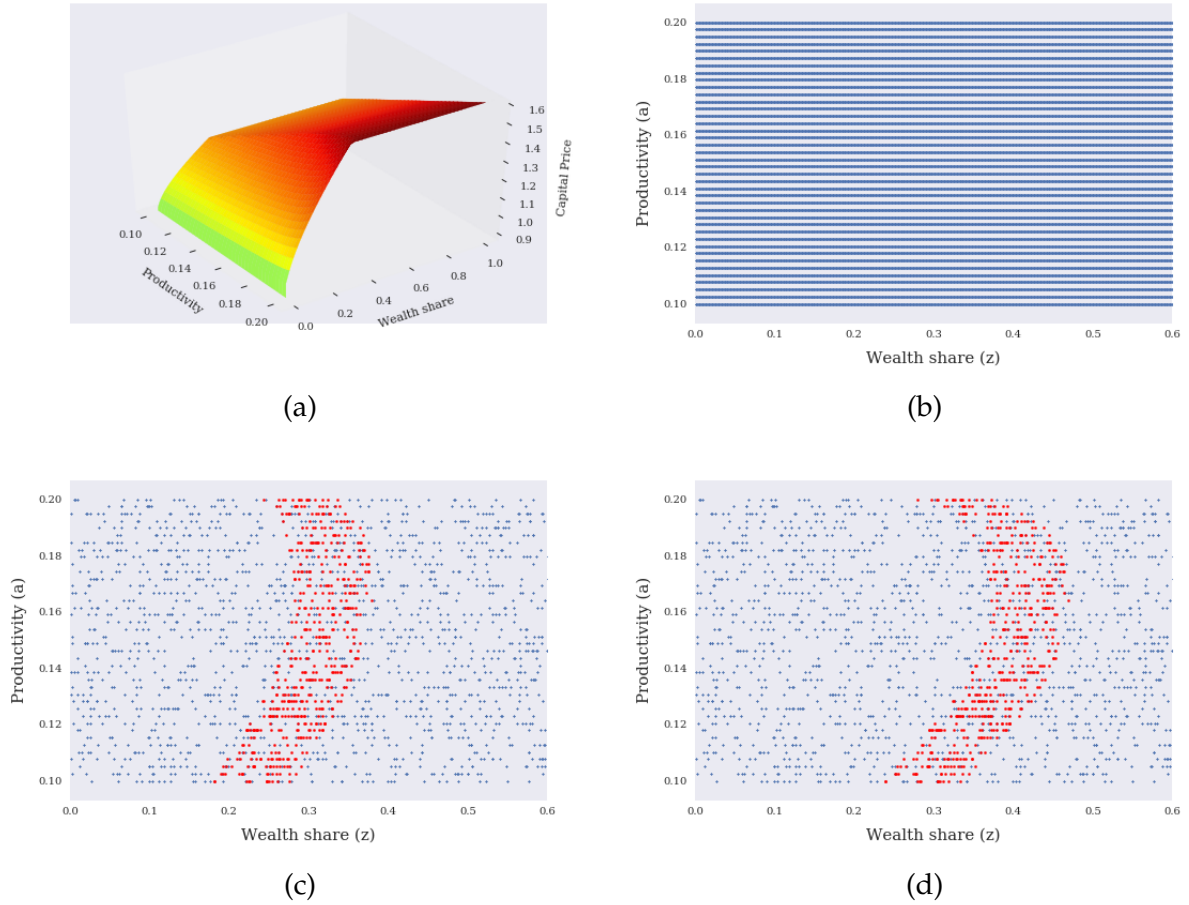 1.6
1.5
1.4
1.3
1.2
1.1
1.0
0.9
Capital Price
0.10
0.12
0.14
0.16
0.18
0.20
Productivity
0.0
0.2
0.4
0.6
0.8
1.0
Wealth share
(a)
0.20
0.18
0.16
0.14
0.12
0.10
Productivity (a)
0.0 0.1 0.2 0.3 0.4 0.5 0.6
Wealth share (z)
(b)
0.20
0.18
0.16
0.14
0.12
0.10
Productivity (a)
0.0 0.1 0.2 0.3 0.4 0.5 0.6
Wealth share (z)
(c)
0.20
0.18
0.16
0.14
0.12
0.10
Productivity (a)
0.0 0.1 0.2 0.3 0.4 0.5 0.6
Wealth share (z)
(d)